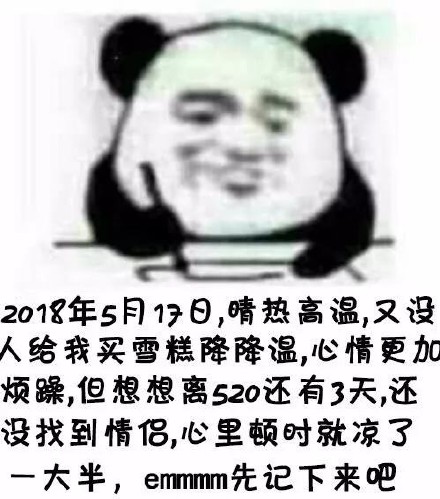 2018年5月17日,晴热高温,又没
人给我买雪糕降降温,心情更加
烦躁,但想想离520还有3天,还
没找到情侣,心里顿时就凉了
一大半，emmmm先记下来吧